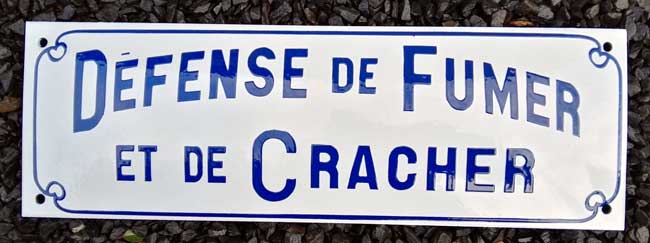 DÉFENSE DE FUMER
ET DE CRACHER